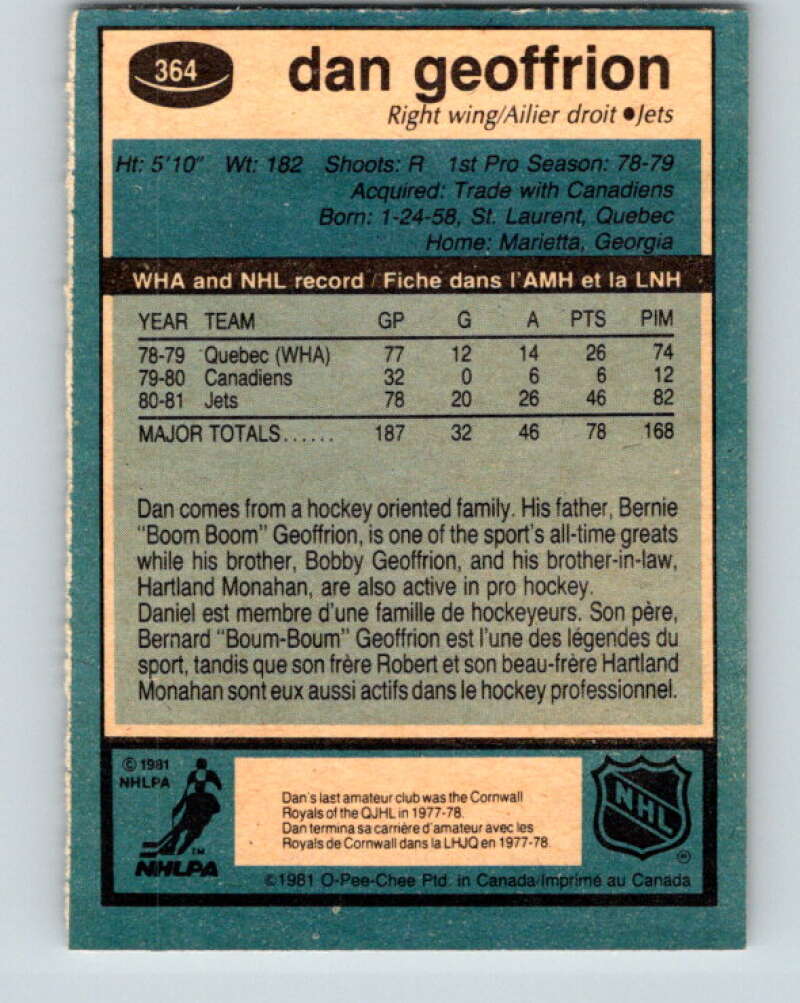 364
dan geoffrion
Right wing/Ailier droit ●Jets
Ht: 5'10" Wt: 182 Shoots: R 1st Pro Season: 78-79
Acquired: Trade with Canadiens
Born: 1-24-58, St. Laurent, Quebec
Home: Marietta, Georgia
WHA and NHL record / Fiche dans l'AMH et la LNH
YEAR TEAM GP G A PTS PIM
78-79 Quebec (WHA) 77 12 14 26 74
79-80 Canadiens 32 0 6 6 12
80-81 Jets 78 20 26 46 82
MAJOR TOTALS...... 187 32 46 78 168
Dan comes from a hockey oriented family. His father, Bernie
"Boom Boom" Geoffrion, is one of the sport's all-time greats
while his brother, Bobby Geoffrion, and his brother-in-law,
Hartland Monahan, are also active in pro hockey.
Daniel est membre d'une famille de hockeyeurs. Son père,
Bernard "Boum-Boum" Geoffrion est l'une des légendes du
sport, tandis que son frère Robert et son beau-frère Hartland
Monahan sont eux aussi actifs dans le hockey professionnel.
© 1981
NHLPA
TM
NHLPA
Dan's last amateur club was the Cornwall
Royals of the QJHL in 1977-78.
Dan termina sa carrière d'amateur avec les
Royals de Cornwall dans la LHJQ en 1977-78.
NHL
®
©1981 O-Pee-Chee Ptd. in Canada/Imprimé au Canada